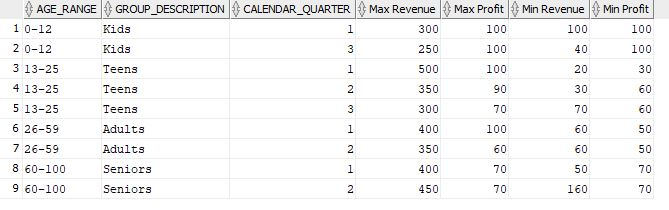 AGE_RANGE GROUP_DESCRIPTION CALENDAR_QUARTER Max Revenue Max Profit Min Revenue Min Profit
1 0-12 Kids 1 300 100 100 100
2 0-12 Kids 3 250 100 40 100
3 13-25 Teens 1 500 100 20 30
4 13-25 Teens 2 350 90 30 60
5 13-25 Teens 3 300 70 70 60
6 26-59 Adults 1 400 100 60 50
7 26-59 Adults 2 350 60 60 50
8 60-100 Seniors 1 400 70 50 70
9 60-100 Seniors 2 450 70 160 70